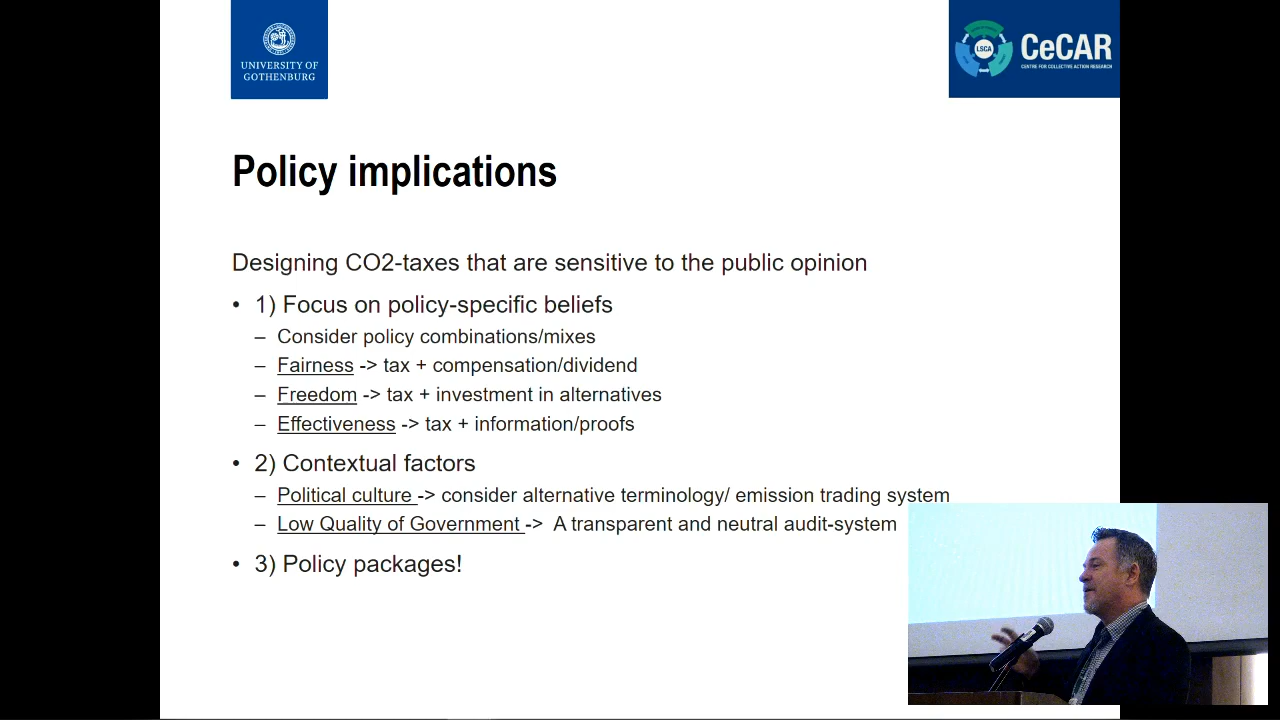 UNIVERSITY OF
GOTHENBURG
LSCA
CeCAR
CENTRE FOR COLLECTIVE ACTION RESEARCH
Policy implications
Designing CO2-taxes that are sensitive to the public opinion
• 1) Focus on policy-specific beliefs
– Consider policy combinations/mixes
– Fairness -> tax + compensation/dividend
– Freedom -> tax + investment in alternatives
– Effectiveness -> tax + information/proofs
• 2) Contextual factors
– Political culture -> consider alternative terminology/ emission trading system
– Low Quality of Government -> A transparent and neutral audit-system
• 3) Policy packages!